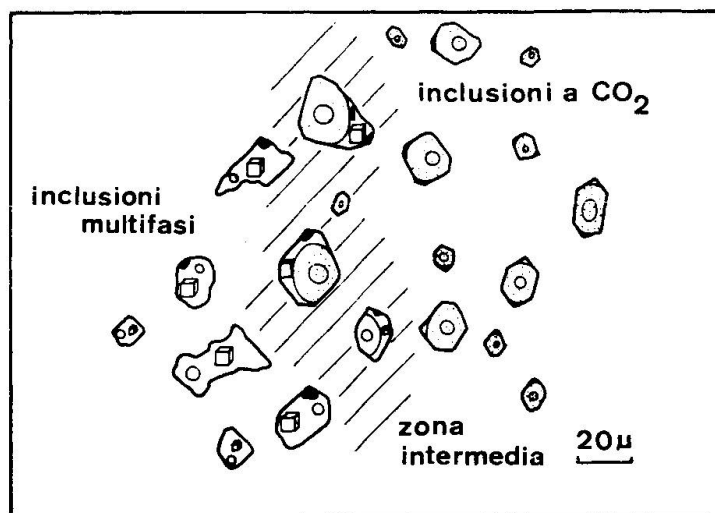 inclusioni a CO2
inclusioni
multifasi
zona
intermedia
20µ